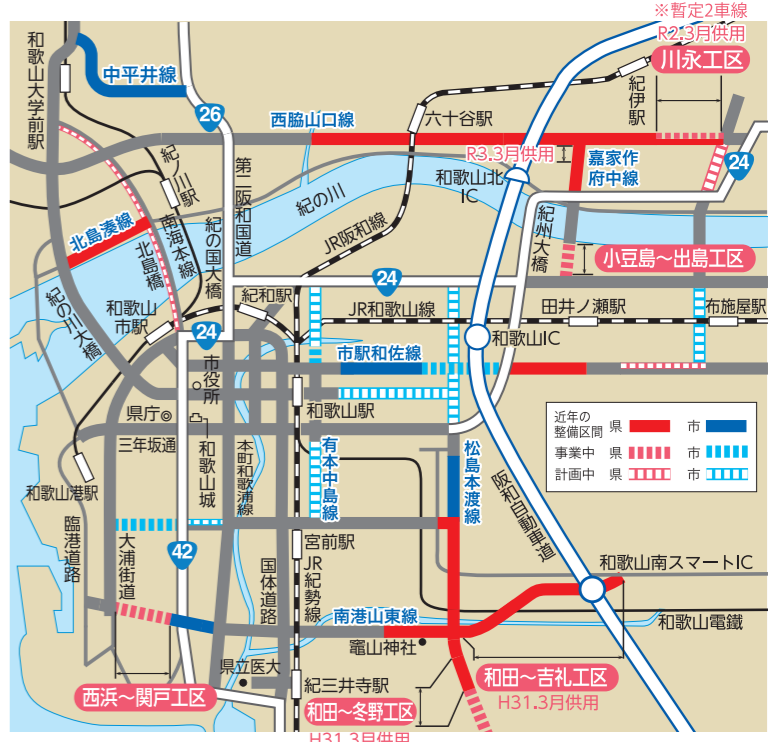 ※暫定2車線
R2.3月供用
川永工区
和歌山大学前駅
中平井線
26
西脇山口線
六十谷駅
紀伊駅
R3.3月供用
嘉家作
府中線
24
和歌山北
IC
紀ノ川駅
第二阪和国道
紀の川
JR阪和線
北島湊線
北島橋
南海本線
紀の国大橋
紀州大橋
小豆島〜出島工区
24
紀の川大橋
和歌山
市駅
紀和駅
JR和歌山線
田井ノ瀬駅
布施屋駅
24
和歌山IC
市駅和佐線
市役所
県庁
和歌山駅
三年坂通
和歌山城
本町和歌浦線
有本中島線
松島本渡線
近年の
整備区間 県 市
事業中 県 市
計画中 県 市
和歌山港駅
阪和自動車道
臨港道路
大浦街道
42
国体道路
宮前駅
JR紀勢線
和歌山南スマートIC
南港山東線
和歌山電鐵
竈山神社
県立医大
西浜〜関戸工区
紀三井寺駅
和田〜冬野工区
H31.3月供用
和田〜吉礼工区
H31.3月供用